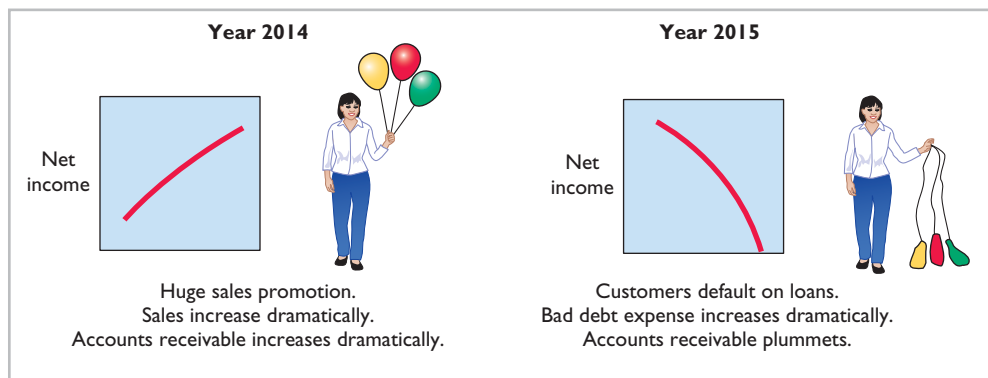 Year 2014
Net
income
Huge sales promotion.
Sales increase dramatically.
Accounts receivable increases dramatically.
Year 2015
Net
income
Customers default on loans.
Bad debt expense increases dramatically.
Accounts receivable plummets.